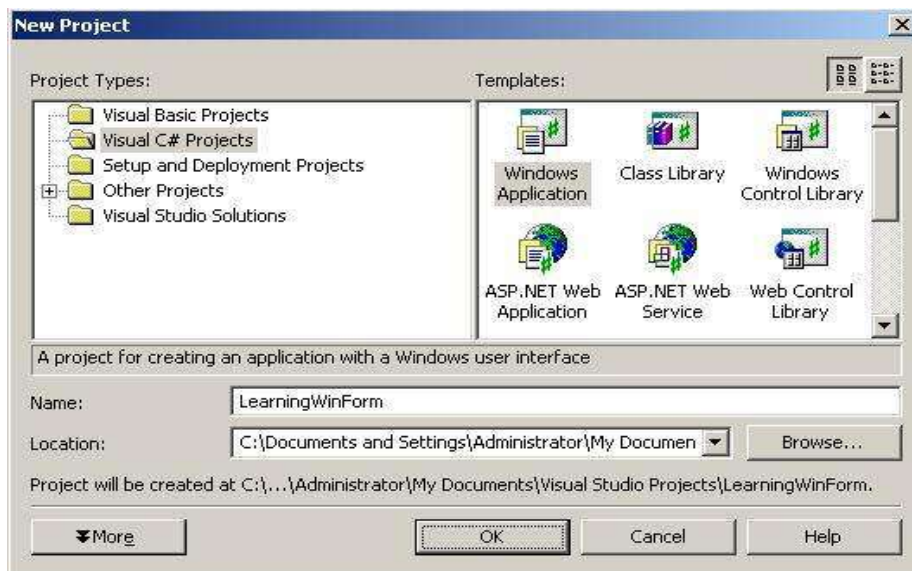 New Project
Project Types:
Templates:
Visual Basic Projects
Visual C# Projects
Setup and Deployment Projects
Other Projects
Visual Studio Solutions
Windows
Application
Class Library
Windows
Control Library
ASP.NET Web
Application
ASP.NET Web
Service
Web Control
Library
A project for creating an application with a Windows user interface
Name:
LearningWinForm
Location:
C:\Documents and Settings\Administrator\My Documen
Browse...
Project will be created at C:\...\Administrator\My Documents\Visual Studio Projects\LearningWinForm.
More
OK
Cancel
Help